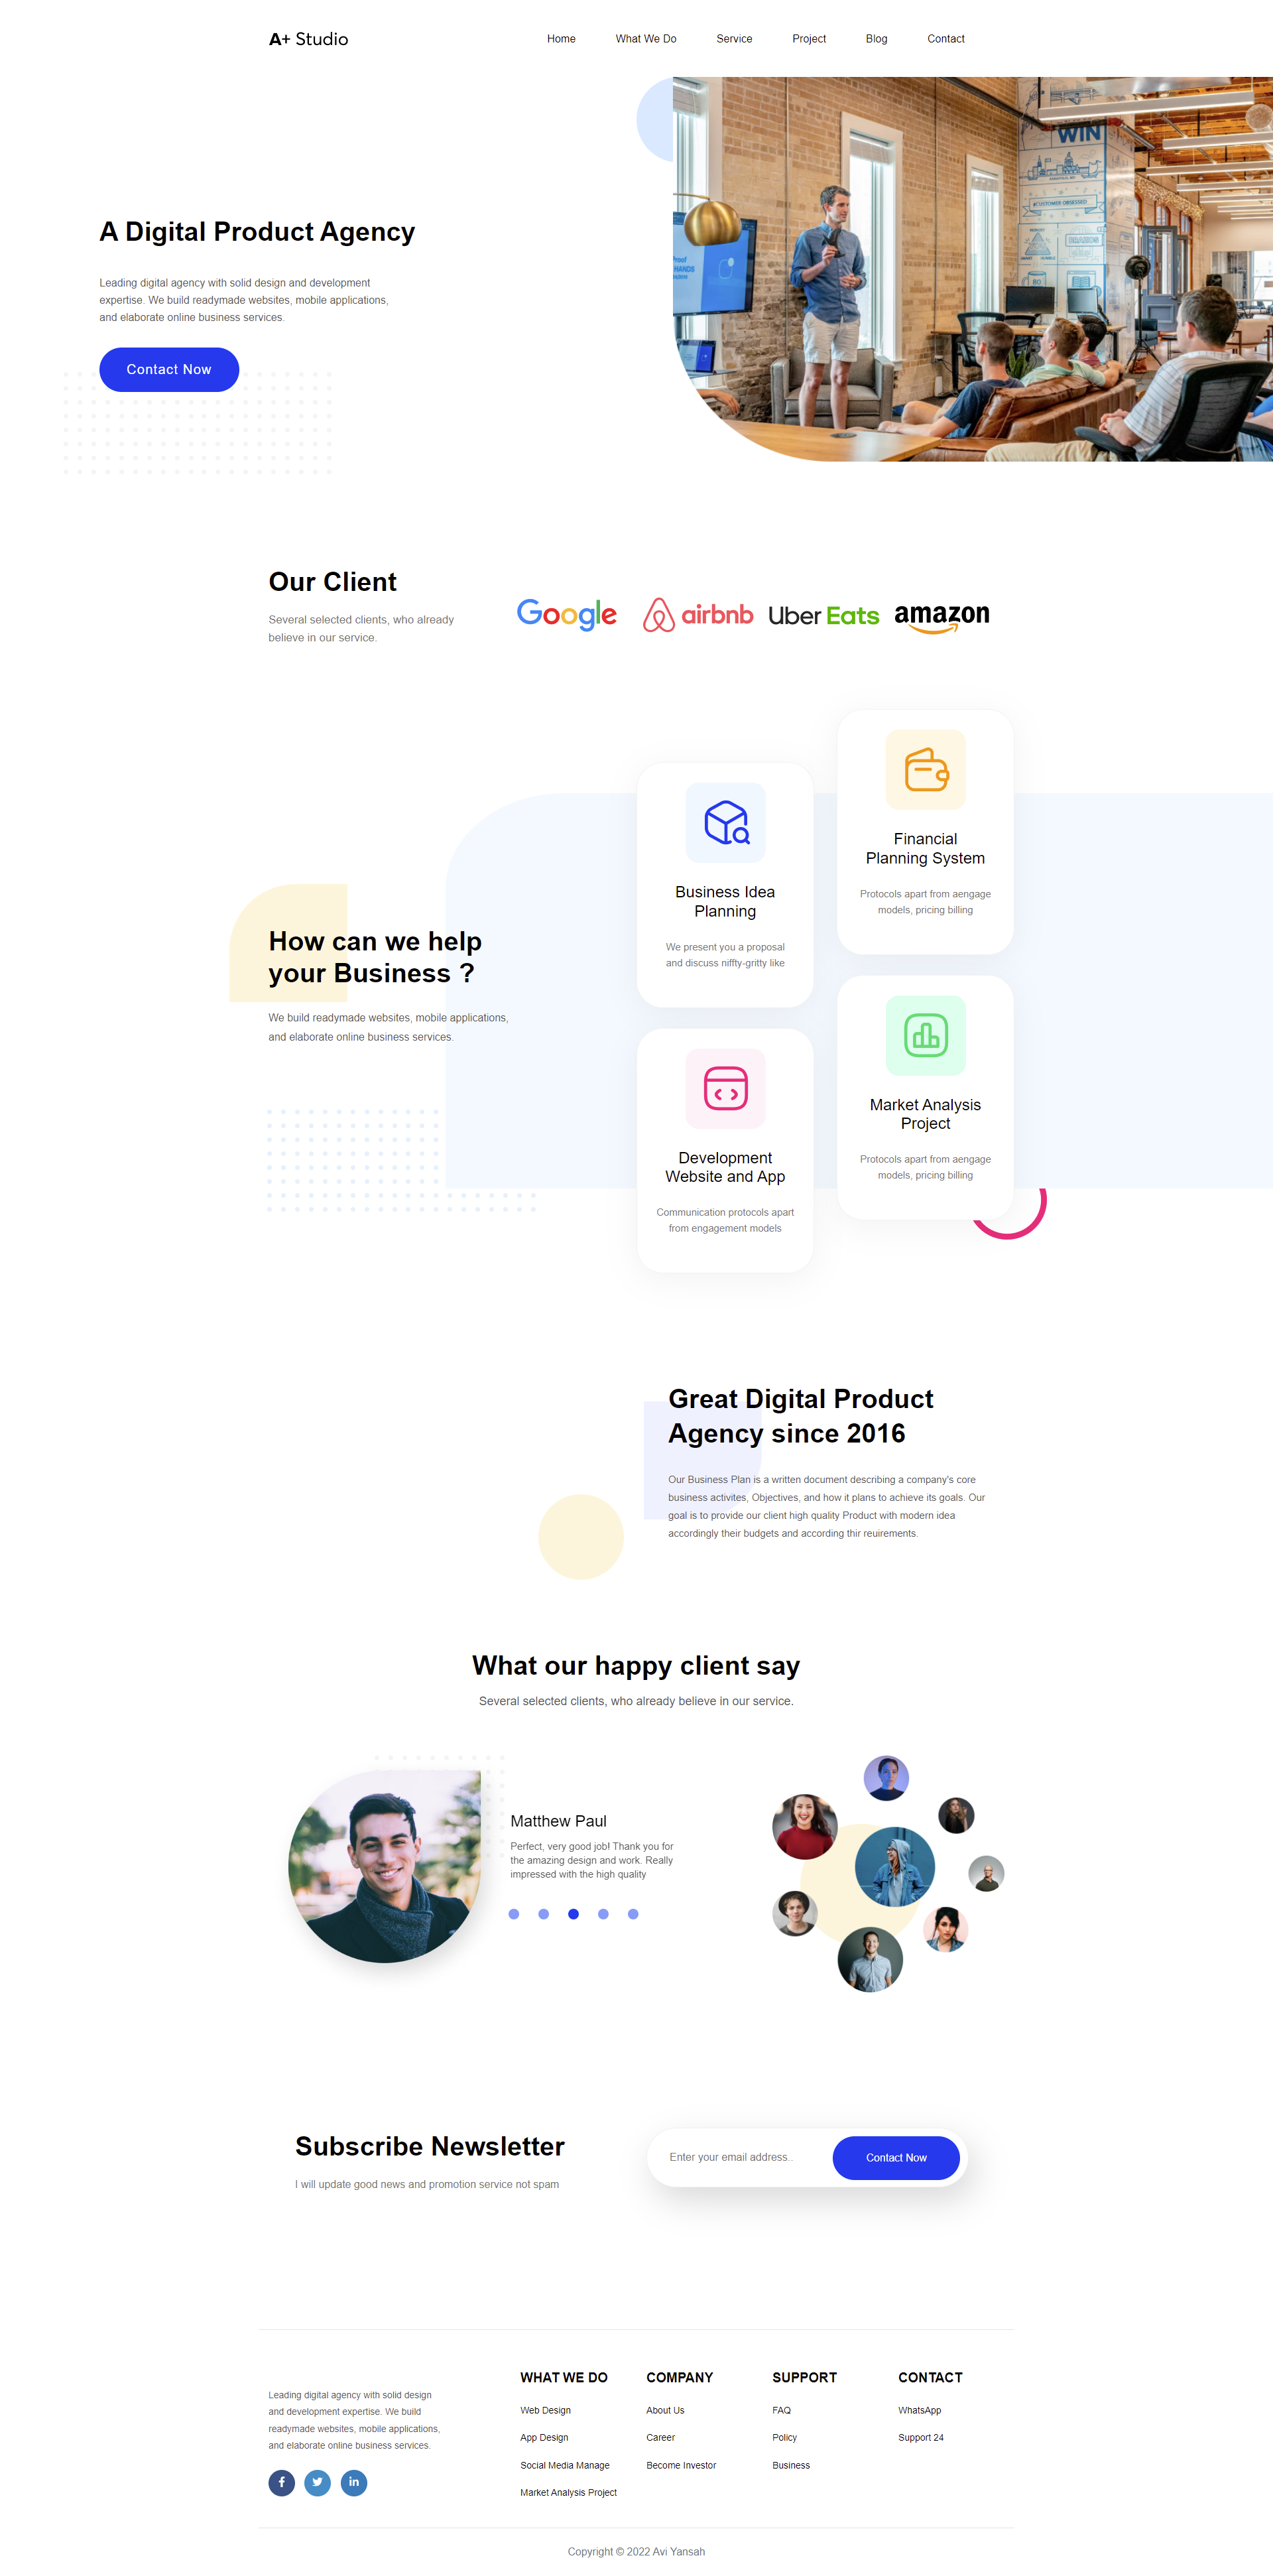 A+ Studio
Home
What We Do
Service
Project
Blog
Contact
WIN
CUSTOMER OBSESSED
A Digital Product Agency
Leading digital agency with solid design and development
expertise. We build readymade websites, mobile applications,
and elaborate online business services.
Contact Now
Our Client
Several selected clients, who already
believe in our service.
Google
airbnb
Uber Eats
amazon
Business Idea
Planning
We present you a proposal
and discuss niffty-gritty like
Financial
Planning System
Protocols apart from aengage
models, pricing billing
How can we help
your Business ?
We build readymade websites, mobile applications,
and elaborate online business services.
Development
Website and App
Communication protocols apart
from engagement models
Market Analysis
Project
Protocols apart from aengage
models, pricing billing
Great Digital Product
Agency since 2016
Our Business Plan is a written document describing a company's core
business activites, Objectives, and how it plans to achieve its goals. Our
goal is to provide our client high quality Product with modern idea
accordingly their budgets and according thir reuirements.
What our happy client say
Several selected clients, who already believe in our service.
Matthew Paul
Perfect, very good job! Thank you for
the amazing design and work. Really
impressed with the high quality
Subscribe Newsletter
I will update good news and promotion service not spam
Enter your email address..
Contact Now
Leading digital agency with solid design
and development expertise. We build
readymade websites, mobile applications,
and elaborate online business services.
WHAT WE DO
Web Design
App Design
Social Media Manage
Market Analysis Project
COMPANY
About Us
Career
Become Investor
SUPPORT
FAQ
Policy
Business
CONTACT
WhatsApp
Support 24
Copyright © 2022 Avi Yansah